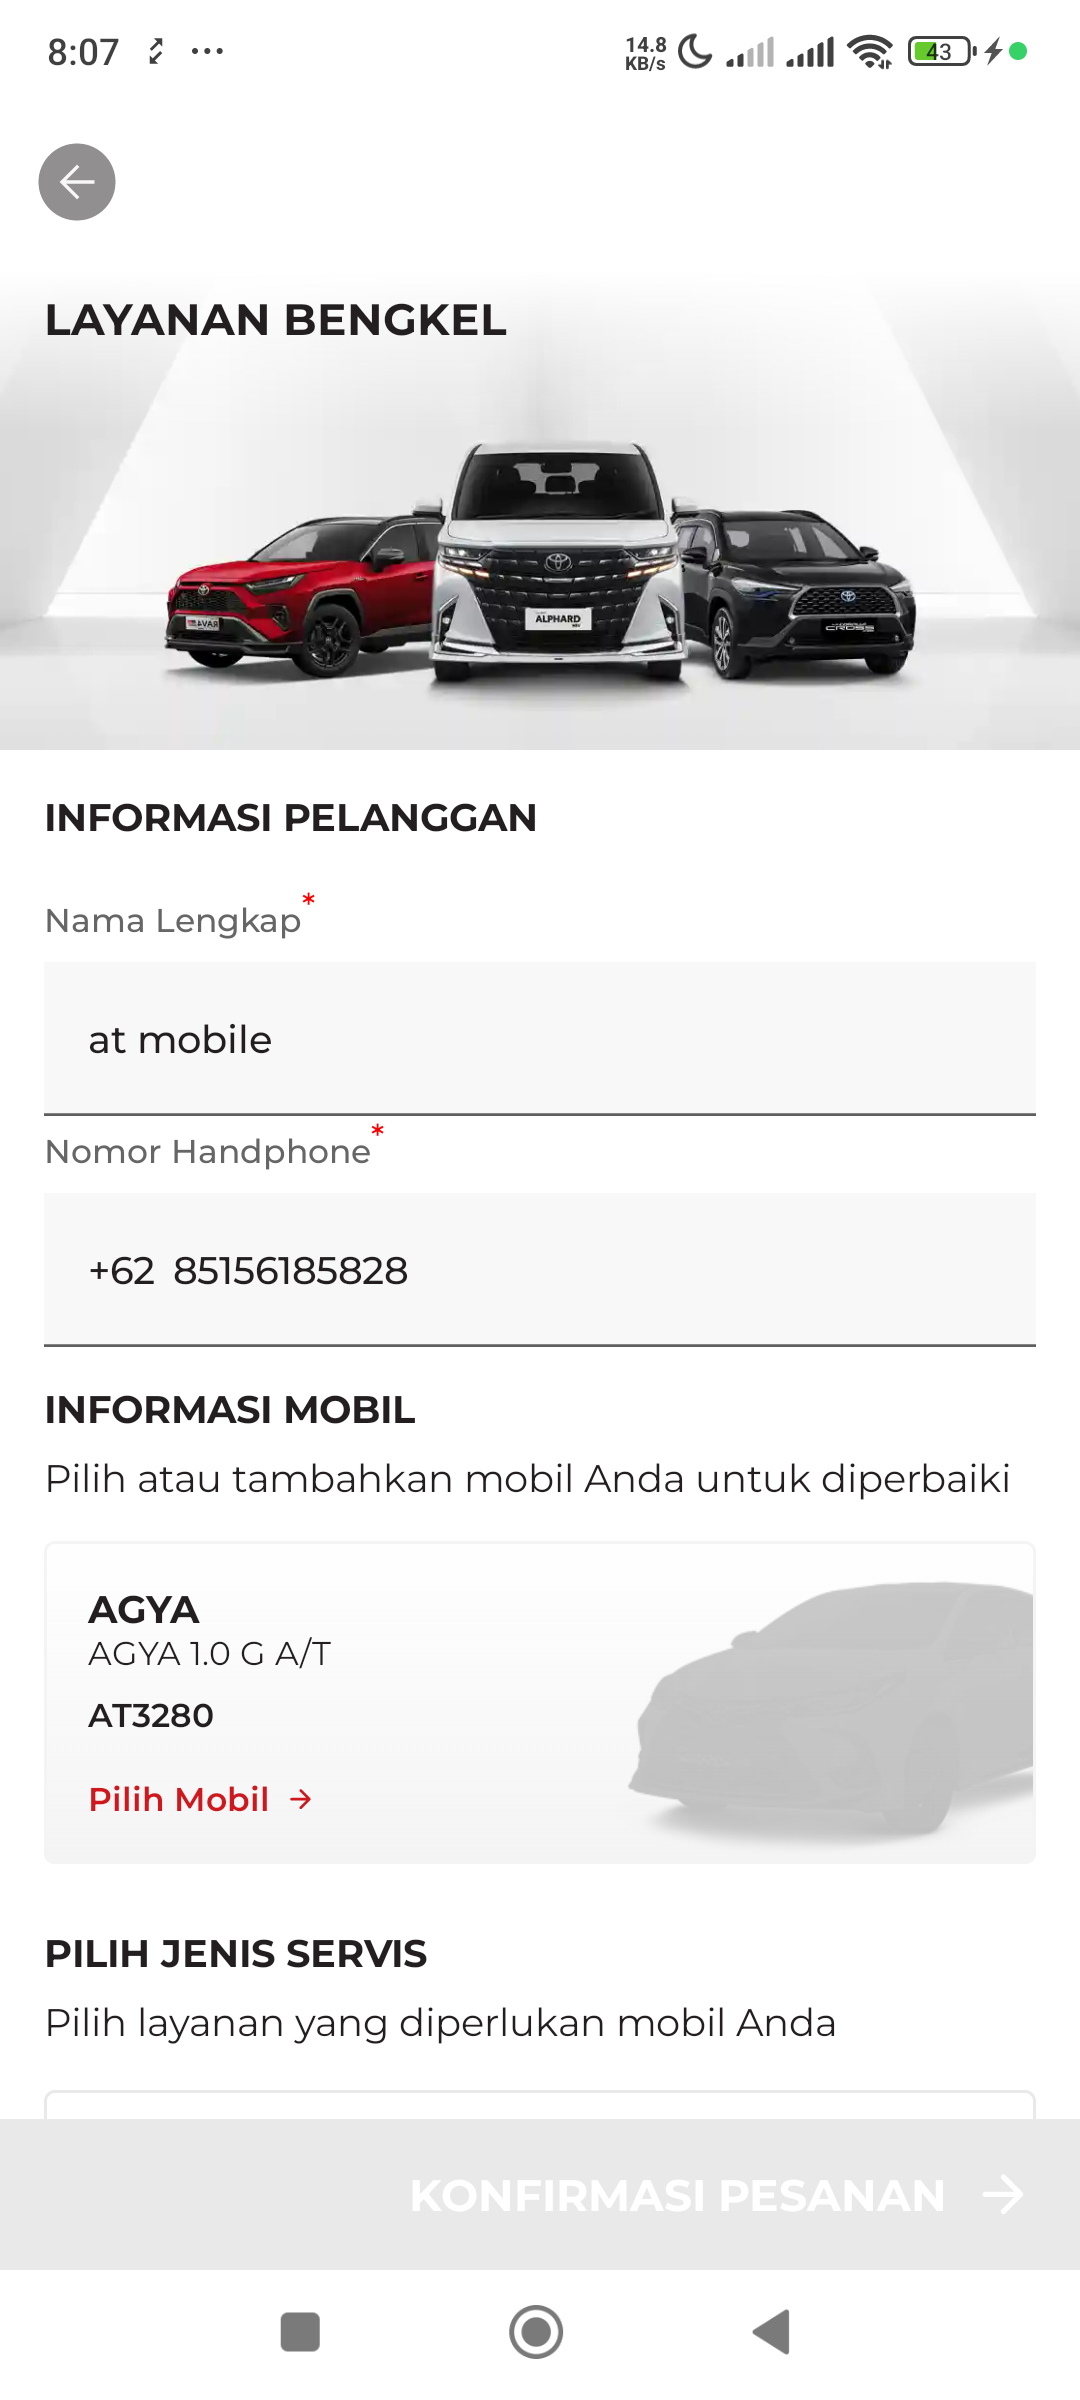 8:07
14.8
KB/s
43
LAYANAN BENGKEL
ALPHARD
CROSS
INFORMASI PELANGGAN
Nama Lengkap*
at mobile
Nomor Handphone*
+62 85156185828
INFORMASI MOBIL
Pilih atau tambahkan mobil Anda untuk diperbaiki
AGYA
AGYA 1.0 G A/T
AT3280
Pilih Mobil →
PILIH JENIS SERVIS
Pilih layanan yang diperlukan mobil Anda
KONFIRMASI PESANAN →